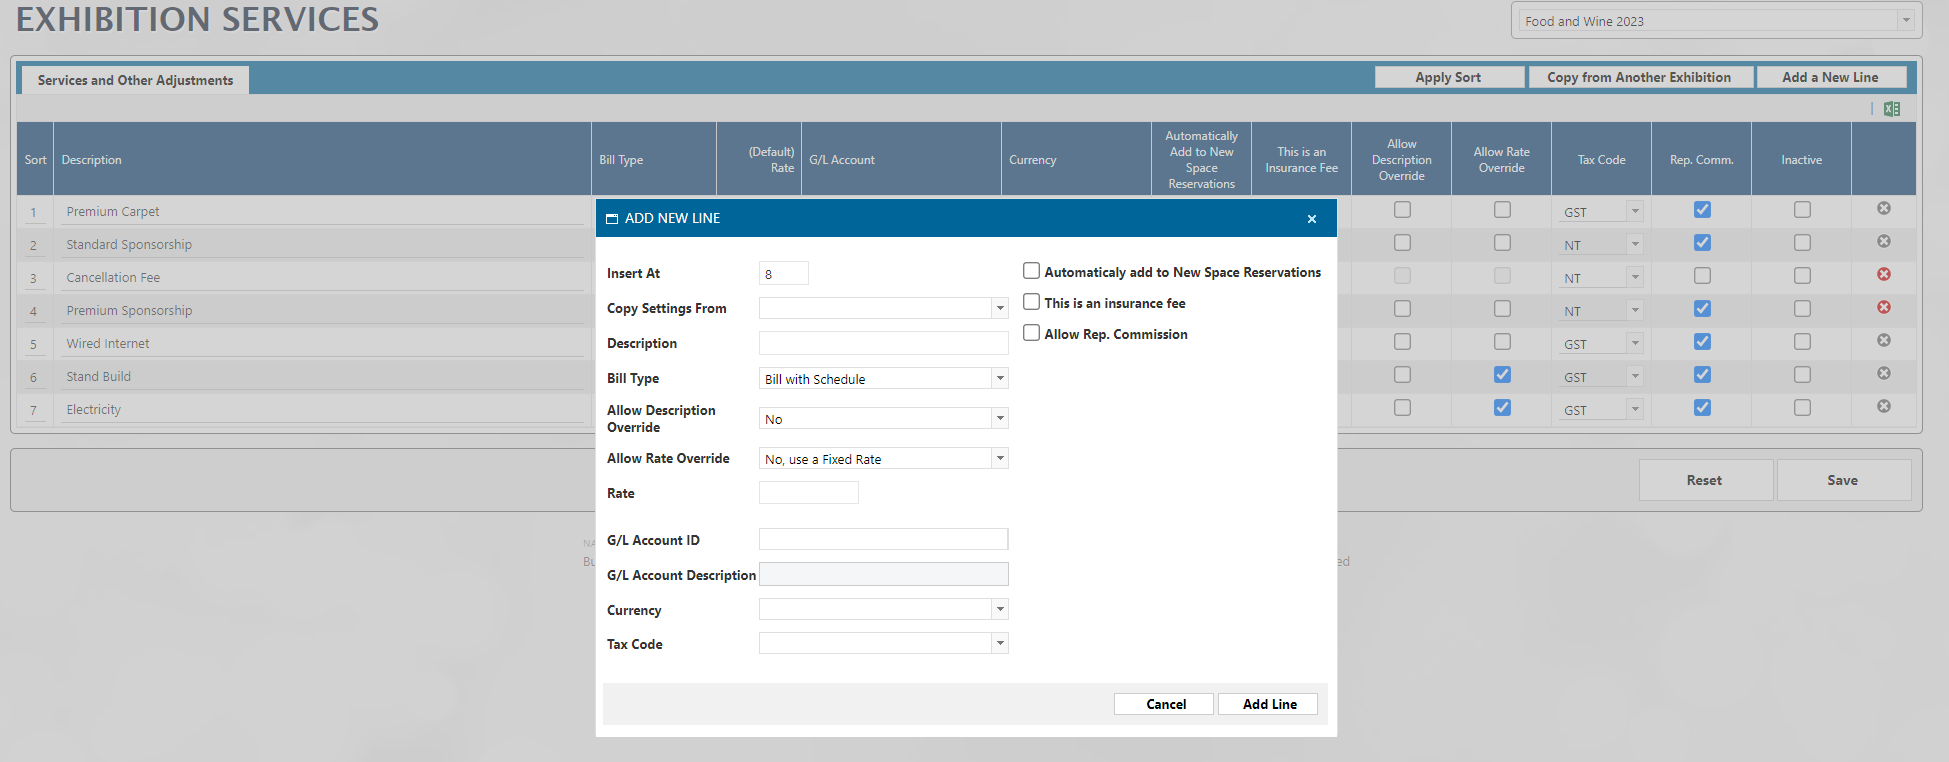 EXHIBITION SERVICES
Food and Wine 2023
Services and Other Adjustments
Apply Sort
Copy from Another Exhibition
Add a New Line
Sort
Description
Bill Type
(Default)
Rate
G/L Account
Currency
Automatically
Add to New
Space
Reservations
This is an
Insurance Fee
Allow
Description
Override
Allow Rate
Override
Tax Code
Rep. Comm.
Inactive
1 Premium Carpet GST
2 Standard Sponsorship NT
3 Cancellation Fee NT
4 Premium Sponsorship NT
5 Wired Internet GST
6 Stand Build GST
7 Electricity GST
ADD NEW LINE
Insert At 8
Copy Settings From
Description
Bill Type Bill with Schedule
Allow Description
Override
No
Allow Rate Override No, use a Fixed Rate
Rate
G/L Account ID
G/L Account Description
Currency
Tax Code
Automaticaly add to New Space Reservations
This is an insurance fee
Allow Rep. Commission
Cancel
Add Line
Reset
Save